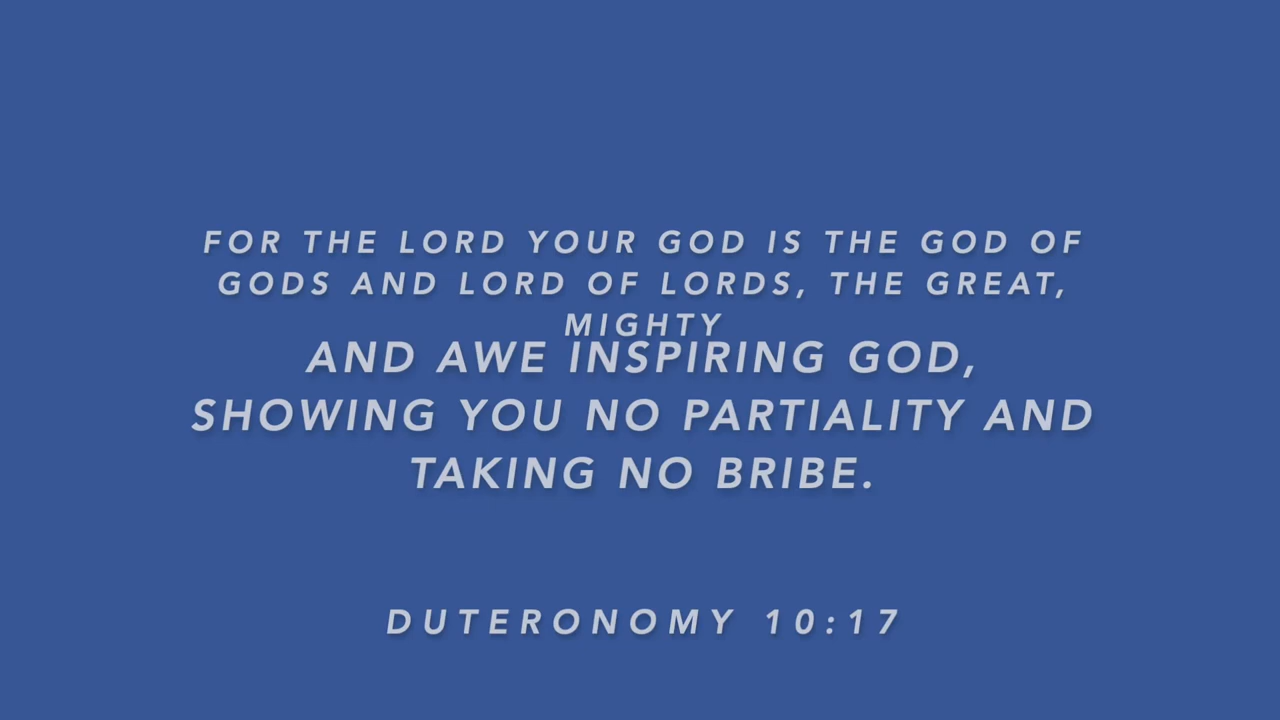 FOR THE LORD YOUR GOD IS THE GOD OF
GODS AND LORD OF LORDS, THE GREAT,
MIGHTY
AND AWE INSPIRING GOD,
SHOWING YOU NO PARTIALITY AND
TAKING NO BRIBE.
DUTERONOMY 10:17